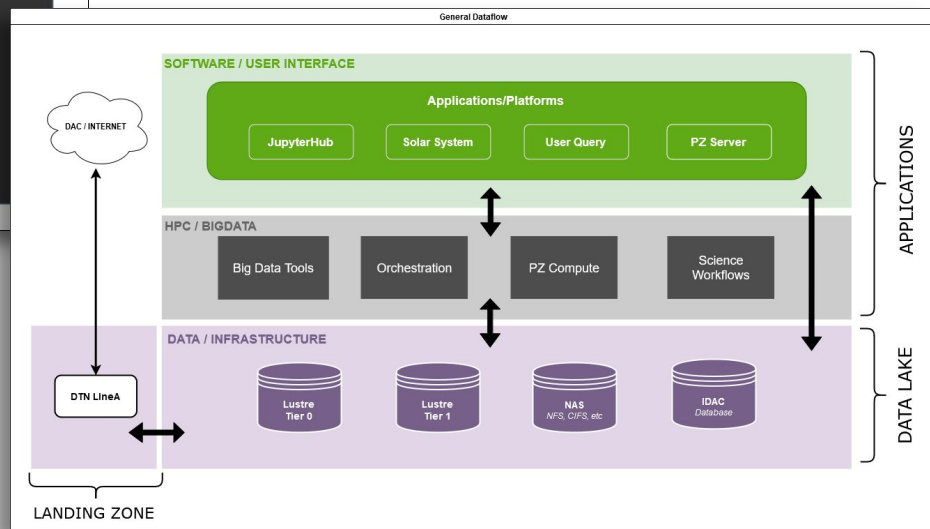 General Dataflow
SOFTWARE / USER INTERFACE
Applications/Platforms
DAC / INTERNET
JupyterHub
Solar System
User Query
PZ Server
APPLICATIONS
HPC / BIGDATA
Big Data Tools
Orchestration
PZ Compute
Science
Workflows
DATA / INFRASTRUCTURE
DTN LIneA
Lustre
Tier 0
Lustre
Tier 1
NAS
NFS, CIFS, etc
IDAC
Database
DATA LAKE
LANDING ZONE